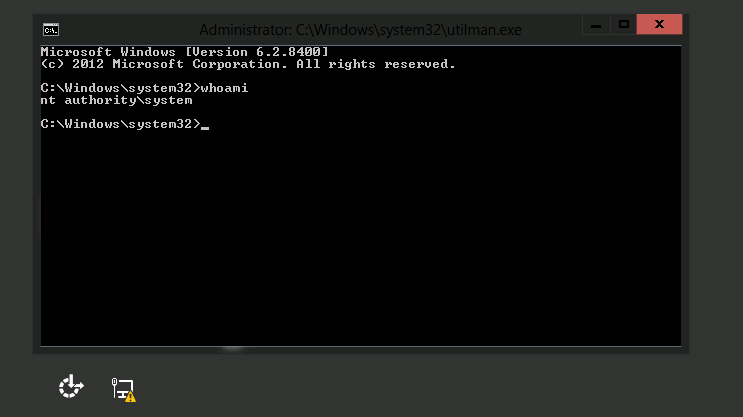 Administrator: C:\Windows\system32\utilman.exe
Microsoft Windows [Version 6.2.8400]
(c) 2012 Microsoft Corporation. All rights reserved.
C:\Windows\system32>whoami
nt authority\system
C:\Windows\system32>_